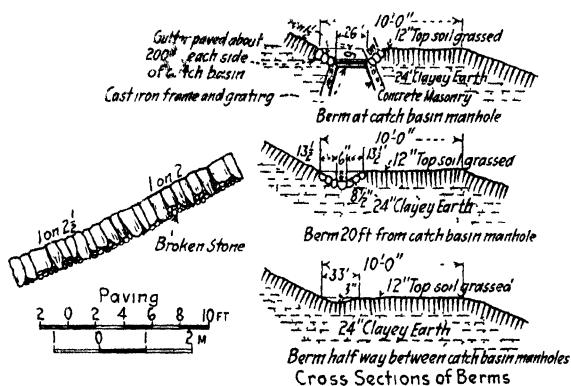 10'-0"
26'
12" Top soil grassed
Gutter paved about
200' each side
of catch basin
24" Clayey Earth
Cast iron frame and grating
Concrete Masonry
Berm at catch basin manhole
10'-0"
13½" 6" 13½"
12" Top soil grassed
8½"
24" Clayey Earth
Berm 20 ft from catch basin manhole
1 on 2
1 on 2½
Broken Stone
Paving
2 0 2 4 6 8 10 FT
0 2 M
10'-0"
33'
3"
12" Top soil grassed
24" Clayey Earth
Berm half way between catch basin manholes
Cross Sections of Berms